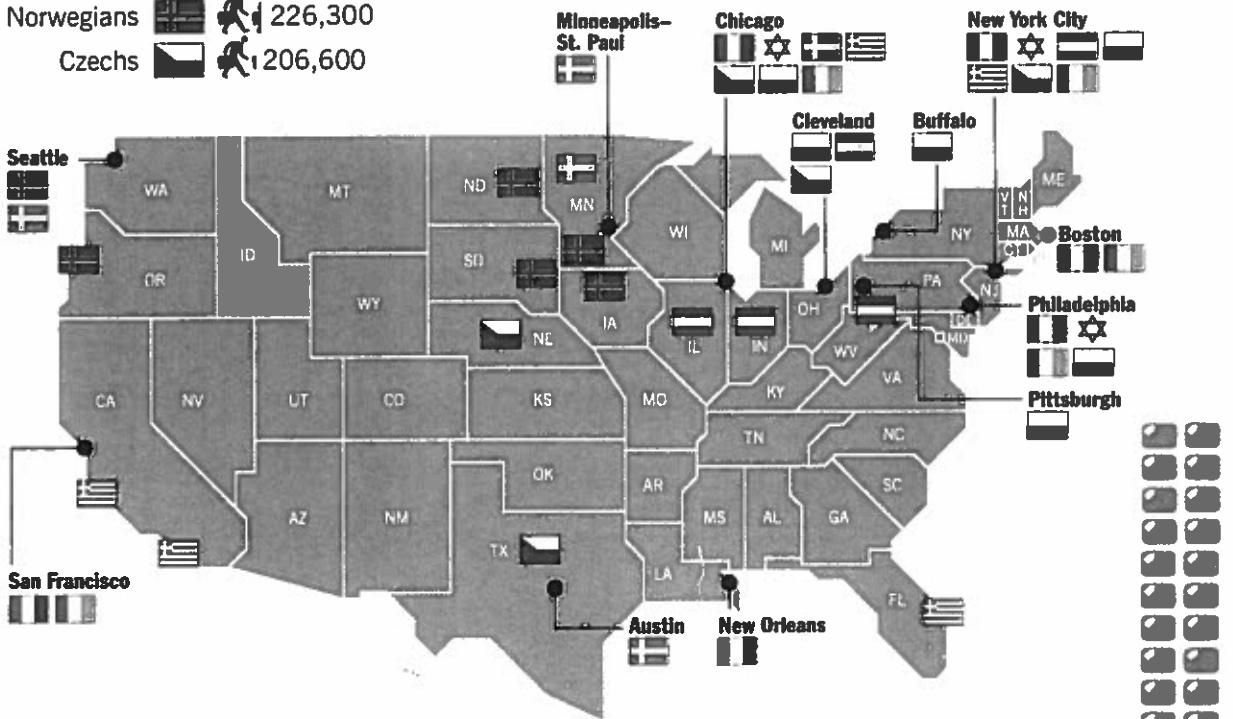 Norwegians 226,300
Czechs 206,600
Minneapolis–
St. Paul
Chicago
New York City
Cleveland
Buffalo
Seattle
WA
MT
ND
MN
WI
MI
NY
VT
NH
ME
MA
CT
Boston
OR
ID
WY
SD
IA
IL
IN
OH
PA
NJ
Philadelphia
DE
MD
NE
WV
VA
Pittsburgh
CA
NV
UT
CO
KS
MO
KY
TN
NC
AZ
NM
OK
AR
MS
AL
GA
SC
TX
LA
FL
San Francisco
Austin
New Orleans